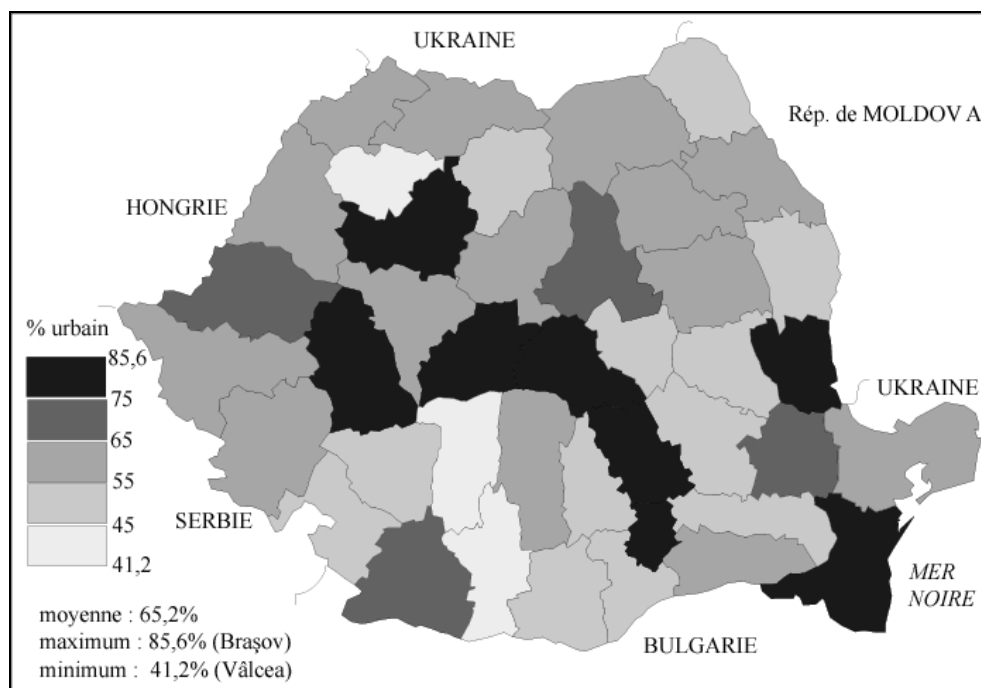 UKRAINE
Rép. de MOLDOV A
HONGRIE
% urbain
85,6
75
65
55
45
41,2
UKRAINE
SERBIE
MER
NOIRE
BULGARIE
moyenne : 65,2%
maximum : 85,6% (Braşov)
minimum : 41,2% (Vâlcea)